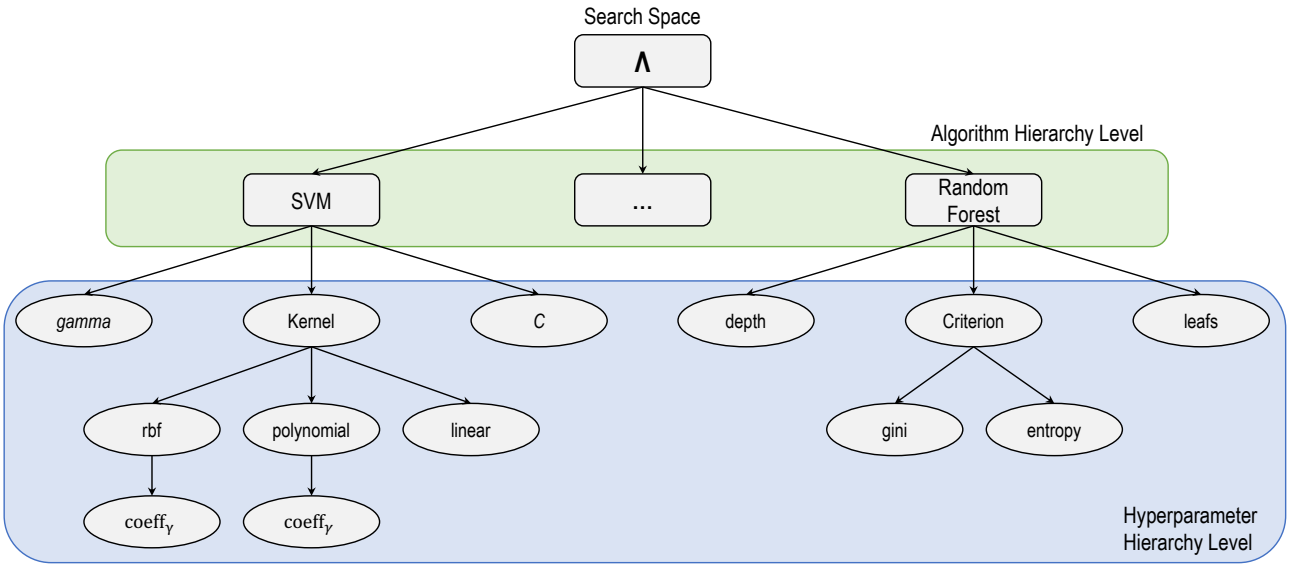 Search Space
Λ
Algorithm Hierarchy Level
SVM
...
Random
Forest
gamma
Kernel
C
depth
Criterion
leafs
rbf
polynomial
linear
gini
entropy
coeffγ
coeffγ
Hyperparameter
Hierarchy Level